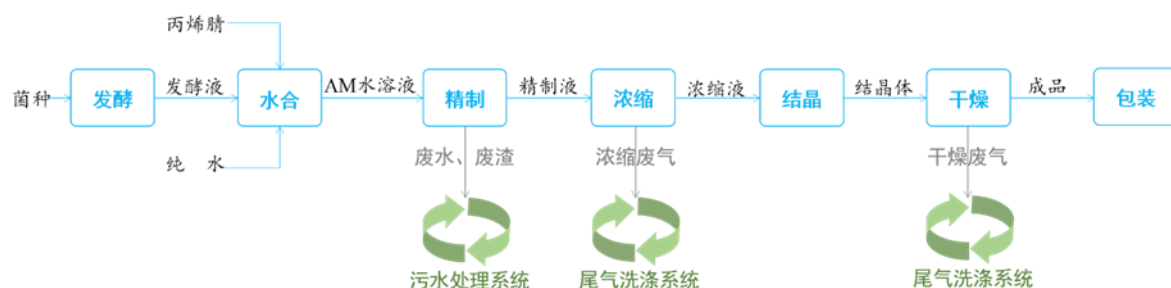 丙烯腈
菌种
发酵
发酵液
水合
AM水溶液
精制
精制液
浓缩
浓缩液
结晶
结晶体
干燥
成品
包装
纯 水
废水、废渣
浓缩废气
干燥废气
污水处理系统
尾气洗涤系统
尾气洗涤系统